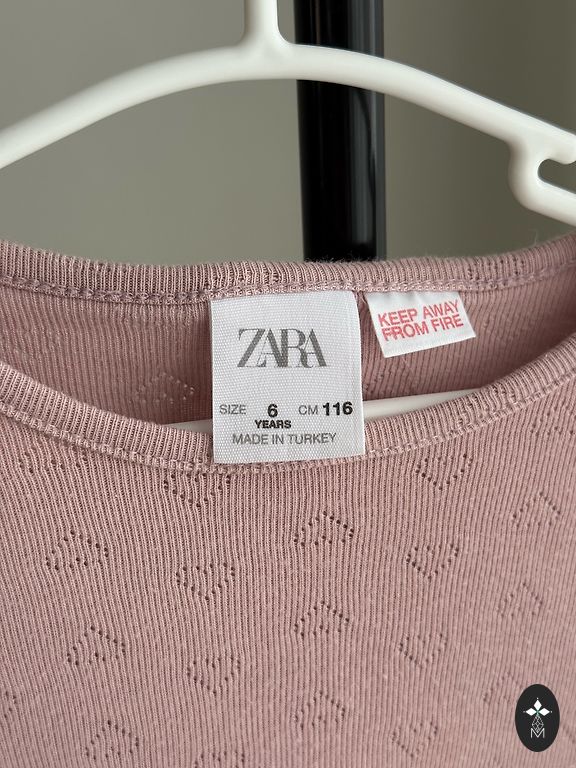 ZARA
SIZE 6 CM 116
YEARS
MADE IN TURKEY
KEEP AWAY
FROM FIRE
M